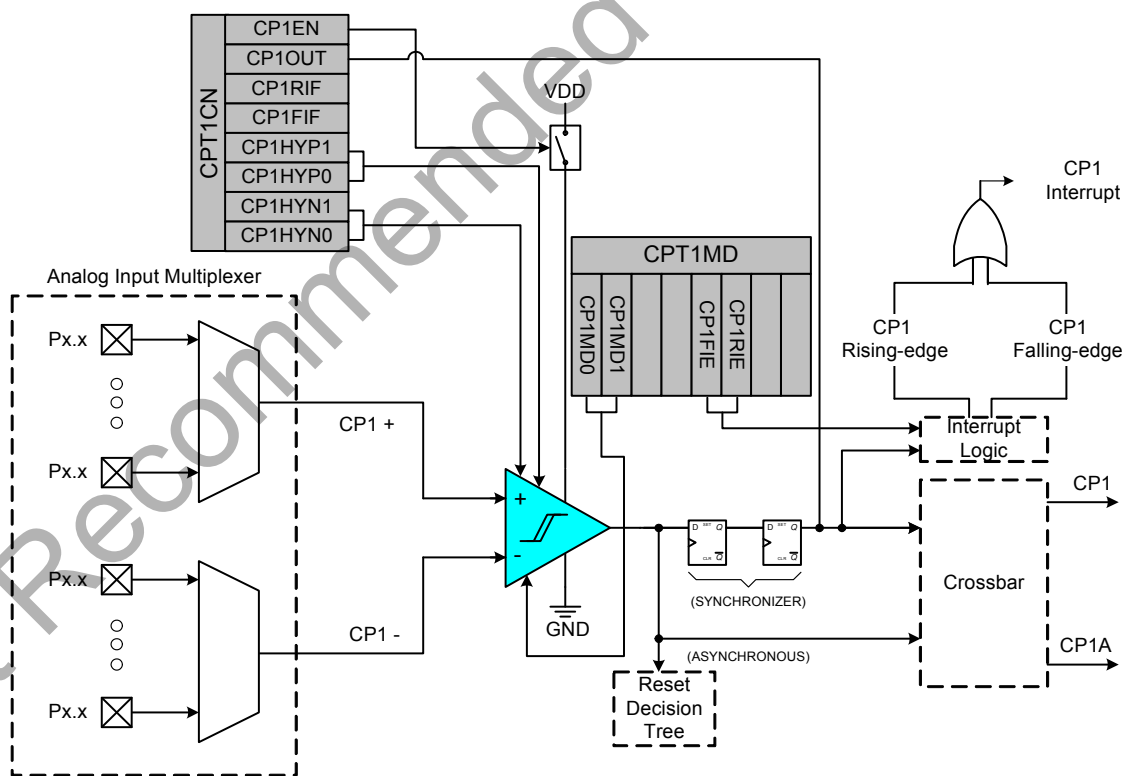 CPT1CN
CP1EN
CP1OUT
CP1RIF
CP1FIF
CP1HYP1
CP1HYP0
CP1HYN1
CP1HYN0
VDD
CPT1MD
CP1MD0
CP1MD1
CP1FIE
CP1RIE
CP1
Interrupt
CP1
Rising-edge
CP1
Falling-edge
Interrupt
Logic
Analog Input Multiplexer
Px.x
Px.x
Px.x
Px.x
CP1 +
CP1 -
+
-
GND
D SET Q
CLR Q
D SET Q
CLR Q
(SYNCHRONIZER)
(ASYNCHRONOUS)
Reset
Decision
Tree
Crossbar
CP1
CP1A
Recommended